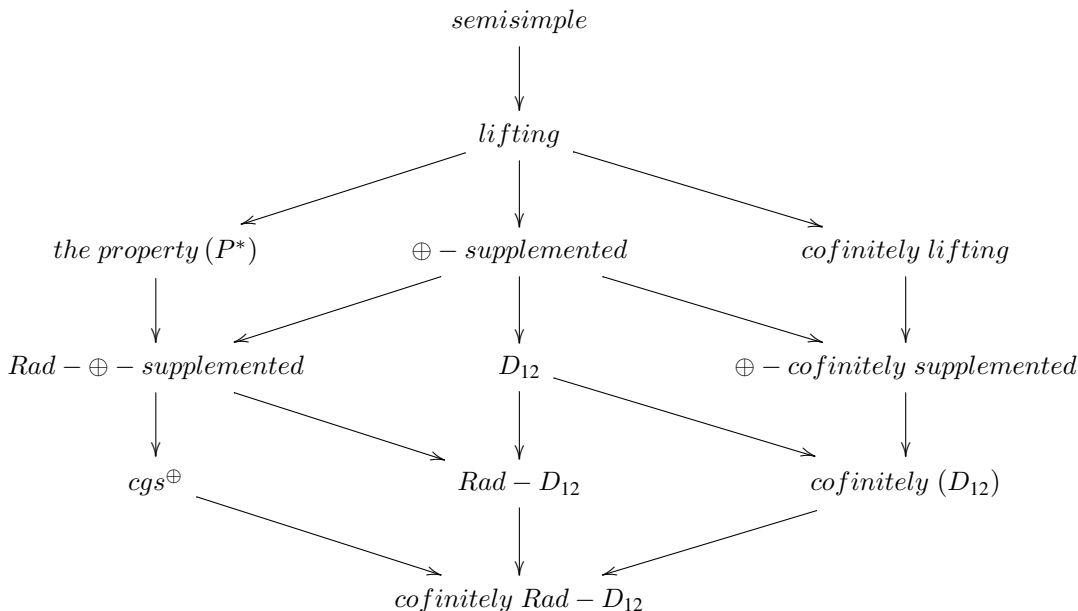 semisimple
lifting
the property (P*) ⊕ − supplemented cofinitely lifting
Rad − ⊕ − supplemented D₁₂ ⊕ − cofinitely supplemented
cgs⊕ Rad − D₁₂ cofinitely (D₁₂)
cofinitely Rad − D₁₂